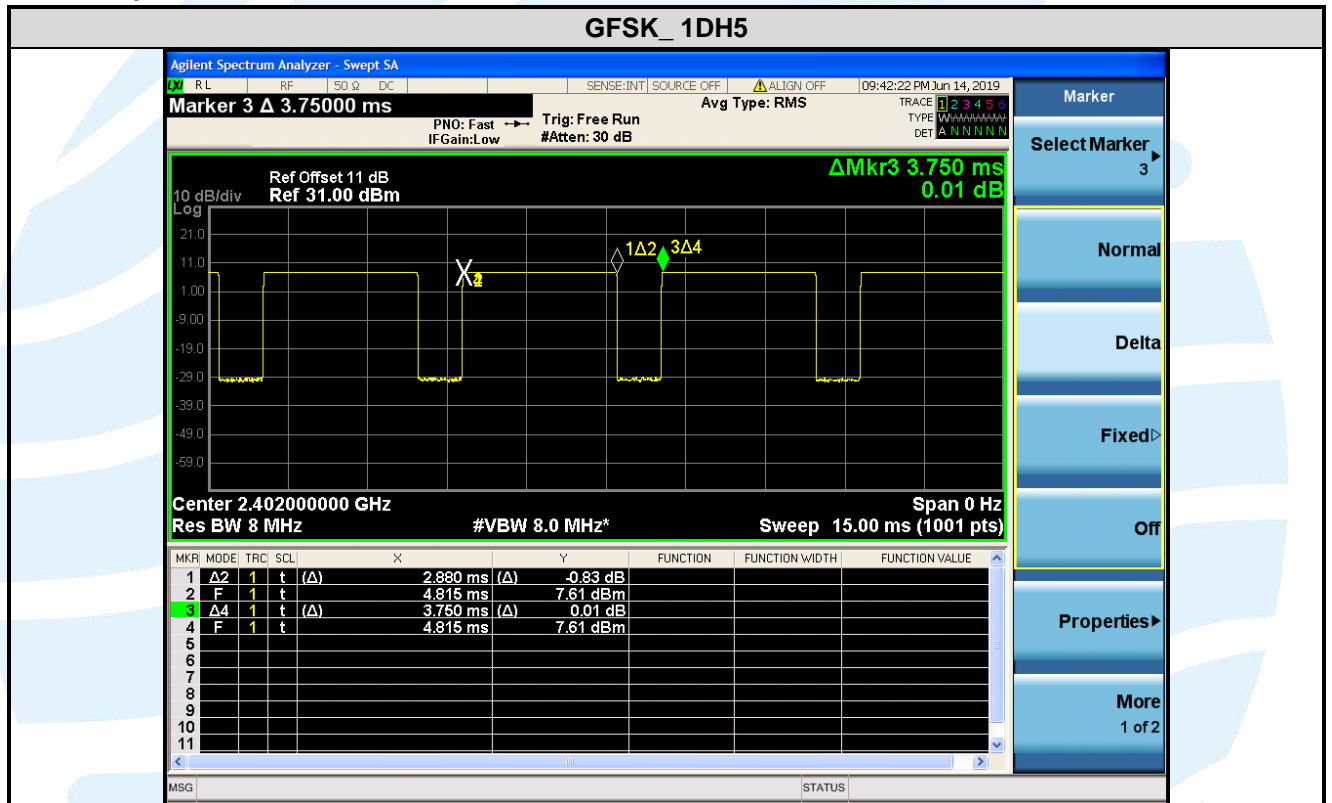 GFSK_ 1DH5
Agilent Spectrum Analyzer - Swept SA
LXI RL RF 50 Ω DC SENSE:INT SOURCE OFF ALIGN OFF 09:42:22 PM Jun 14, 2019
Marker 3 Δ 3.75000 ms
PNO: Fast
IFGain:Low
Trig: Free Run
#Atten: 30 dB
Avg Type: RMS
TRACE 1 2 3 4 5 6
TYPE WWWWWW
DET A N N N N N
ΔMkr3 3.750 ms
0.01 dB
Ref Offset 11 dB
10 dB/div Ref 31.00 dBm
Log
21.0
11.0
1.00
-9.00
-19.0
-29.0
-39.0
-49.0
-59.0
1Δ2 3Δ4
Center 2.402000000 GHz Span 0 Hz
Res BW 8 MHz #VBW 8.0 MHz* Sweep 15.00 ms (1001 pts)
MKR MODE TRC SCL X Y FUNCTION FUNCTION WIDTH FUNCTION VALUE
1 Δ2 1 t (Δ) 2.880 ms (Δ) -0.83 dB
2 F 1 t 4.815 ms 7.61 dBm
3 Δ4 1 t (Δ) 3.750 ms (Δ) 0.01 dB
4 F 1 t 4.815 ms 7.61 dBm
5
6
7
8
9
10
11
MSG STATUS
Marker
Select Marker
3
Normal
Delta
Fixed
Off
Properties
More
1 of 2